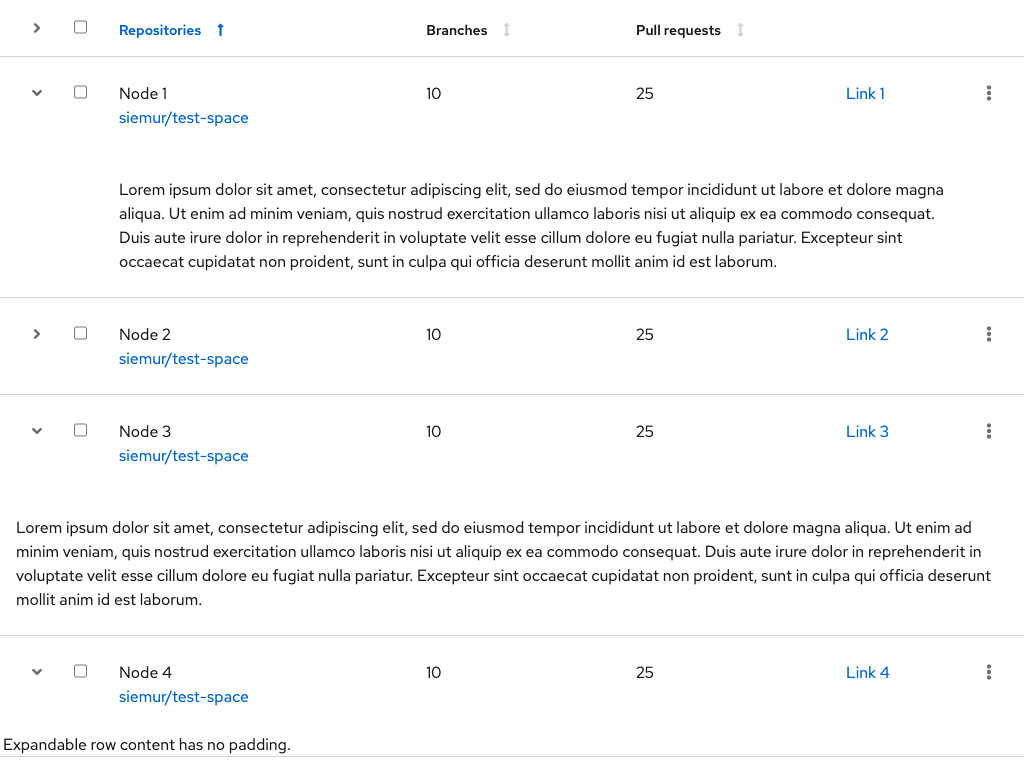 Repositories Branches Pull requests
Node 1 10 25 Link 1
siemur/test-space
Lorem ipsum dolor sit amet, consectetur adipiscing elit, sed do eiusmod tempor incididunt ut labore et dolore magna
aliqua. Ut enim ad minim veniam, quis nostrud exercitation ullamco laboris nisi ut aliquip ex ea commodo consequat.
Duis aute irure dolor in reprehenderit in voluptate velit esse cillum dolore eu fugiat nulla pariatur. Excepteur sint
occaecat cupidatat non proident, sunt in culpa qui officia deserunt mollit anim id est laborum.
Node 2 10 25 Link 2
siemur/test-space
Node 3 10 25 Link 3
siemur/test-space
Lorem ipsum dolor sit amet, consectetur adipiscing elit, sed do eiusmod tempor incididunt ut labore et dolore magna aliqua. Ut enim ad
minim veniam, quis nostrud exercitation ullamco laboris nisi ut aliquip ex ea commodo consequat. Duis aute irure dolor in reprehenderit in
voluptate velit esse cillum dolore eu fugiat nulla pariatur. Excepteur sint occaecat cupidatat non proident, sunt in culpa qui officia deserunt
mollit anim id est laborum.
Node 4 10 25 Link 4
siemur/test-space
Expandable row content has no padding.